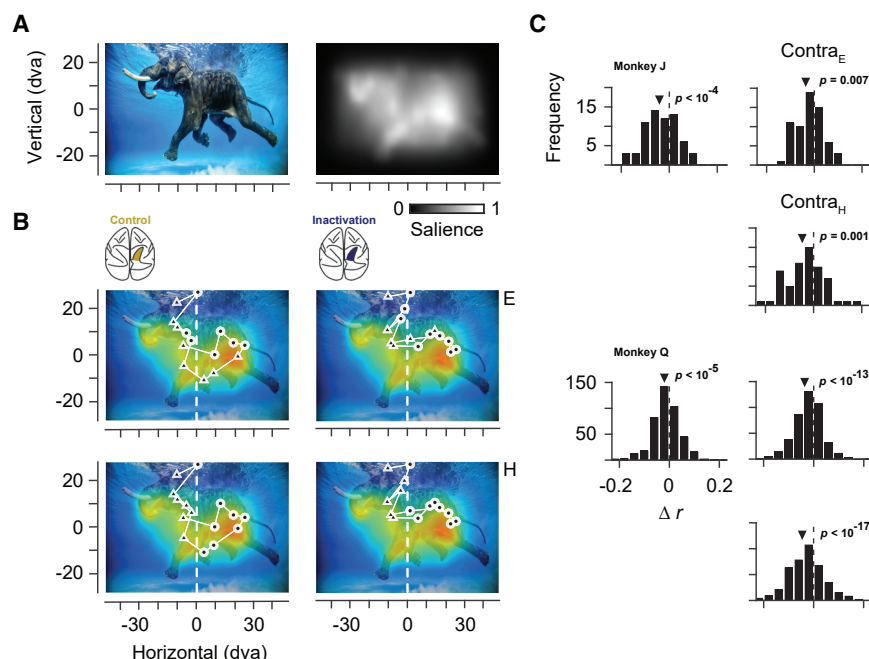 A
20
0
-20
Vertical (dva)
0
1
Salience
B
Control
Inactivation
20
0
-20
E
20
0
-20
H
-30
0
30
-30
0
30
Horizontal (dva)
C
Monkey J
p < 10-4
15
5
Frequency
ContraE
p = 0.007
ContraH
p = 0.001
Monkey Q
p < 10-5
150
50
-0.2
0
0.2
Δ r
p < 10-13
p < 10-17